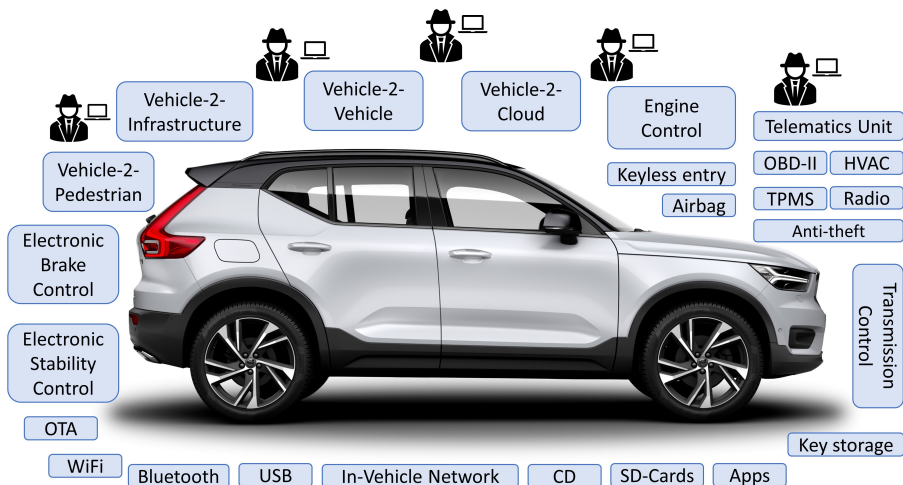 Vehicle-2-
Infrastructure
Vehicle-2-
Vehicle
Vehicle-2-
Cloud
Engine
Control
Telematics Unit
OBD-II
HVAC
Keyless entry
TPMS
Radio
Airbag
Anti-theft
Vehicle-2-
Pedestrian
Electronic
Brake
Control
Transmission
Control
Electronic
Stability
Control
OTA
Key storage
WiFi
Bluetooth
USB
In-Vehicle Network
CD
SD-Cards
Apps